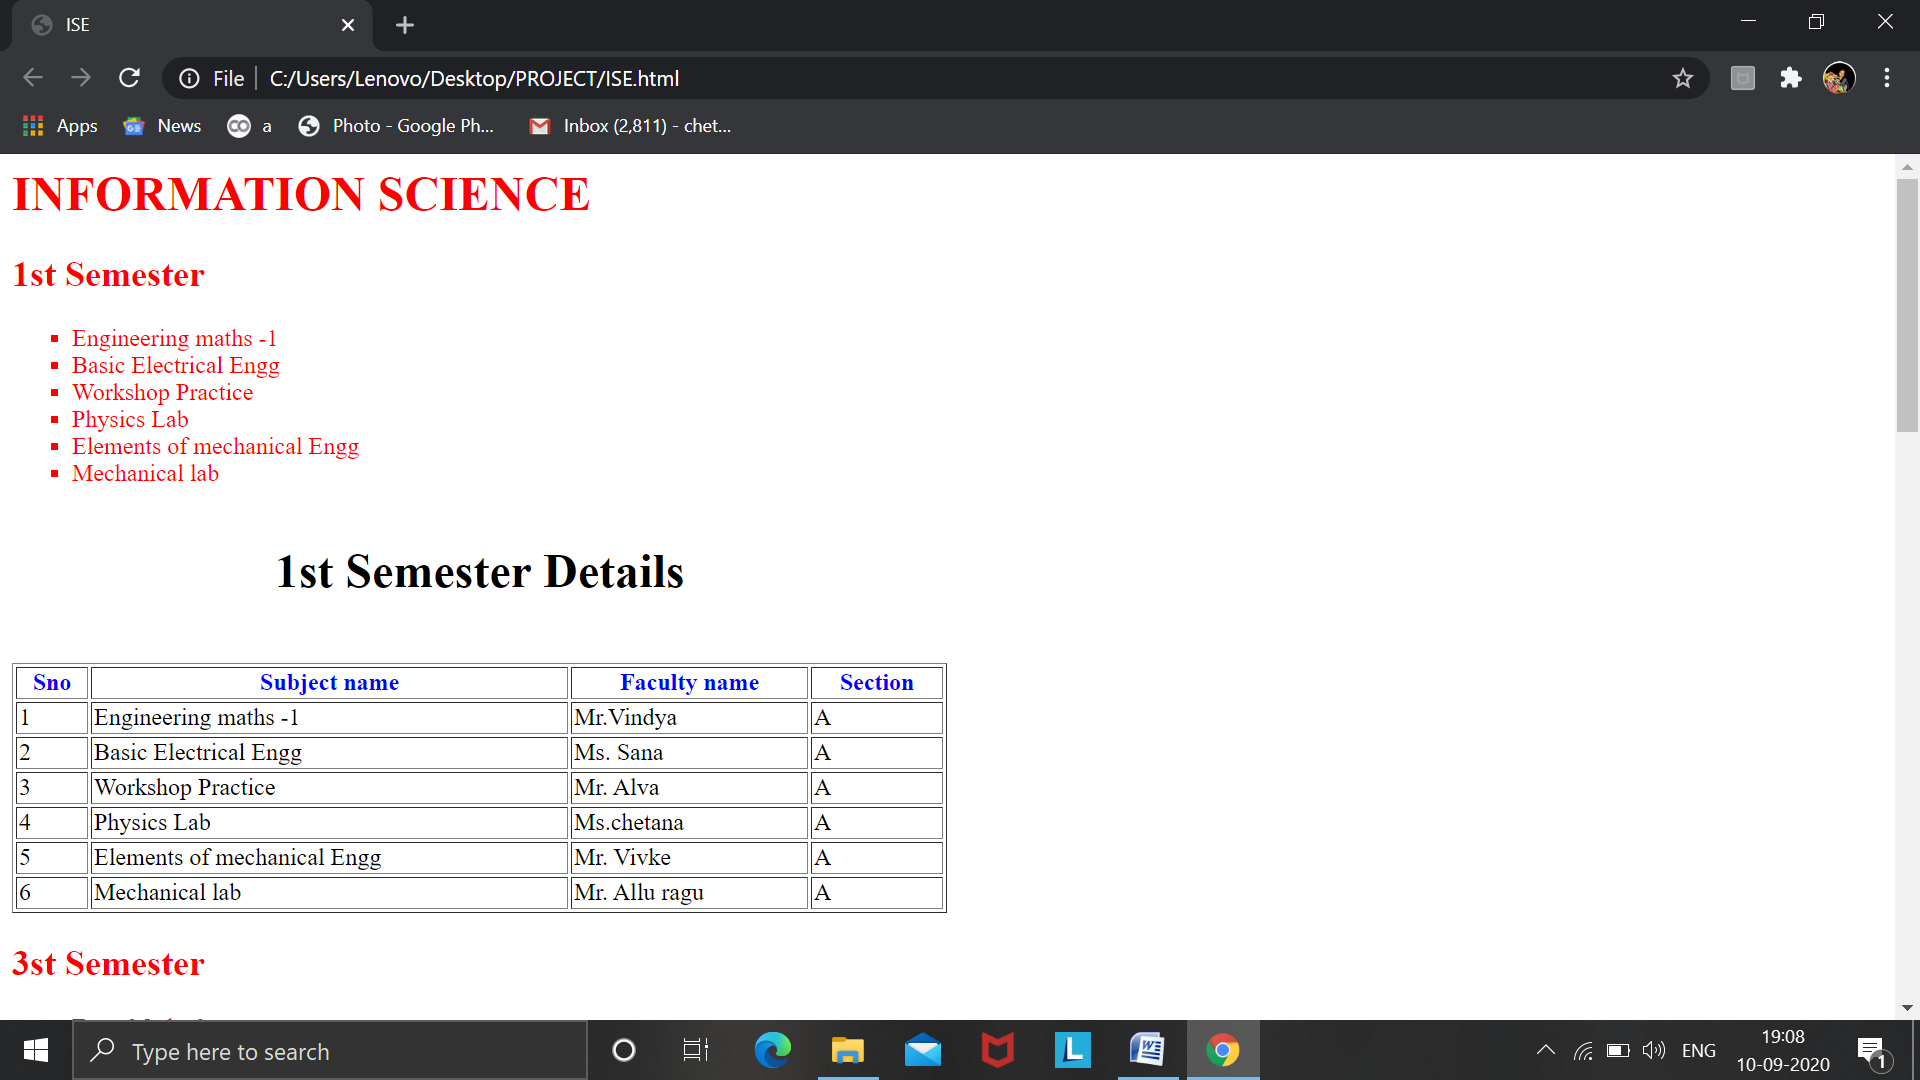 ISE
File C:/Users/Lenovo/Desktop/PROJECT/ISE.html
Apps News a Photo - Google Ph... Inbox (2,811) - chet...
INFORMATION SCIENCE
1st Semester
Engineering maths -1
Basic Electrical Engg
Workshop Practice
Physics Lab
Elements of mechanical Engg
Mechanical lab
1st Semester Details
Sno Subject name Faculty name Section
1 Engineering maths -1 Mr.Vindya A
2 Basic Electrical Engg Ms. Sana A
3 Workshop Practice Mr. Alva A
4 Physics Lab Ms.chetana A
5 Elements of mechanical Engg Mr. Vivke A
6 Mechanical lab Mr. Allu ragu A
3st Semester
Type here to search
ENG
19:08
10-09-2020
1